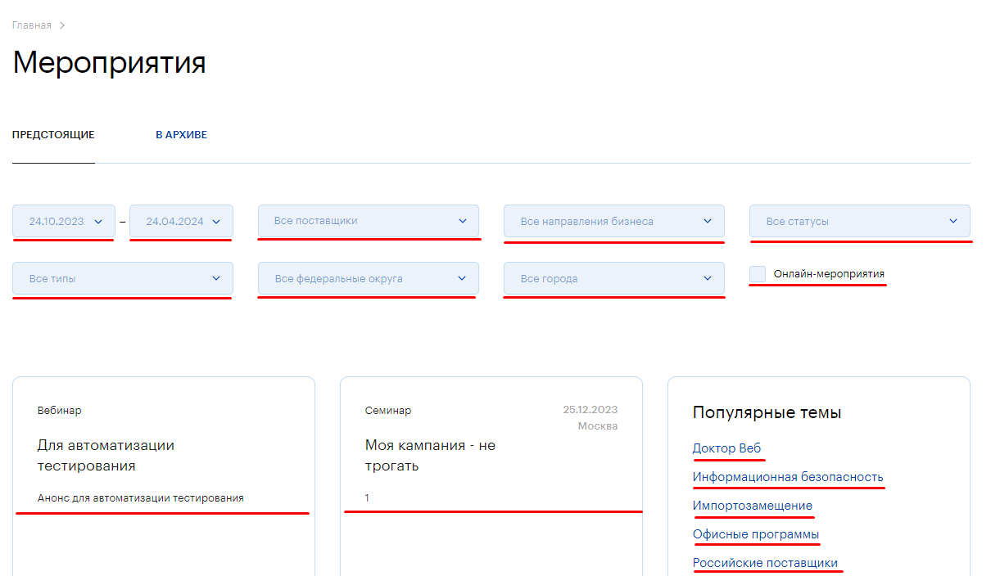 Главная
Мероприятия
ПРЕДСТОЯЩИЕ В АРХИВЕ
24.10.2023 – 24.04.2024 Все поставщики Все направления бизнеса Все статусы
Все типы Все федеральные округа Все города Онлайн-мероприятия
Вебинар
Для автоматизации
тестирования
Анонс для автоматизации тестирования
Семинар 25.12.2023
Москва
Моя кампания - не
трогать
1
Популярные темы
Доктор Веб
Информационная безопасность
Импортозамещение
Офисные программы
Российские поставщики